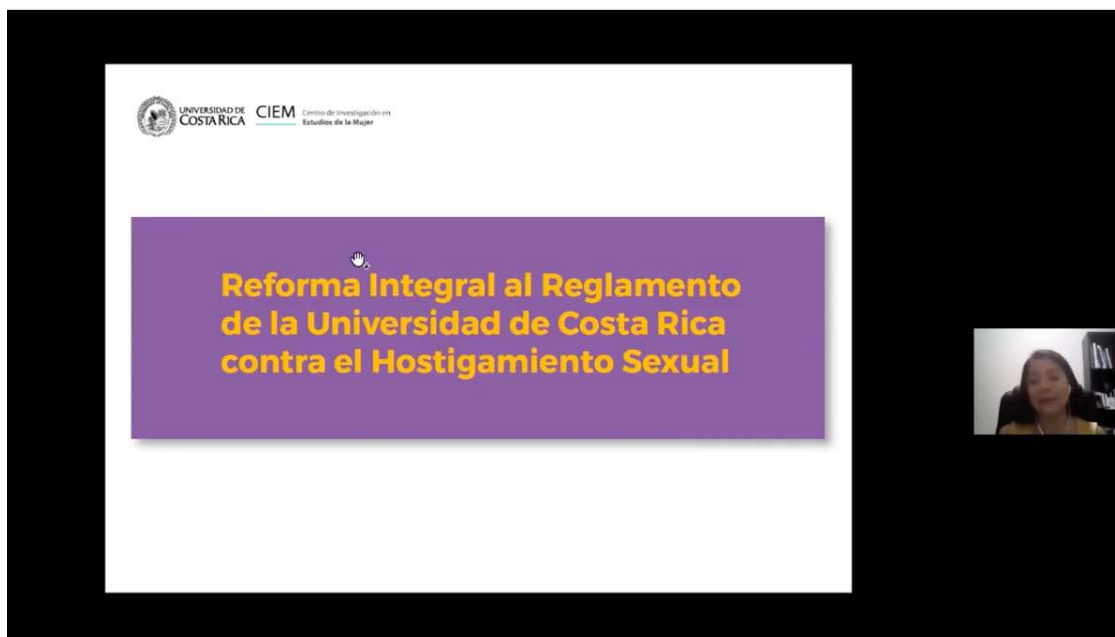 UNIVERSIDAD DE
COSTA RICA
CIEM
Centro de Investigación en
Estudios de la Mujer
Reforma Integral al Reglamento
de la Universidad de Costa Rica
contra el Hostigamiento Sexual